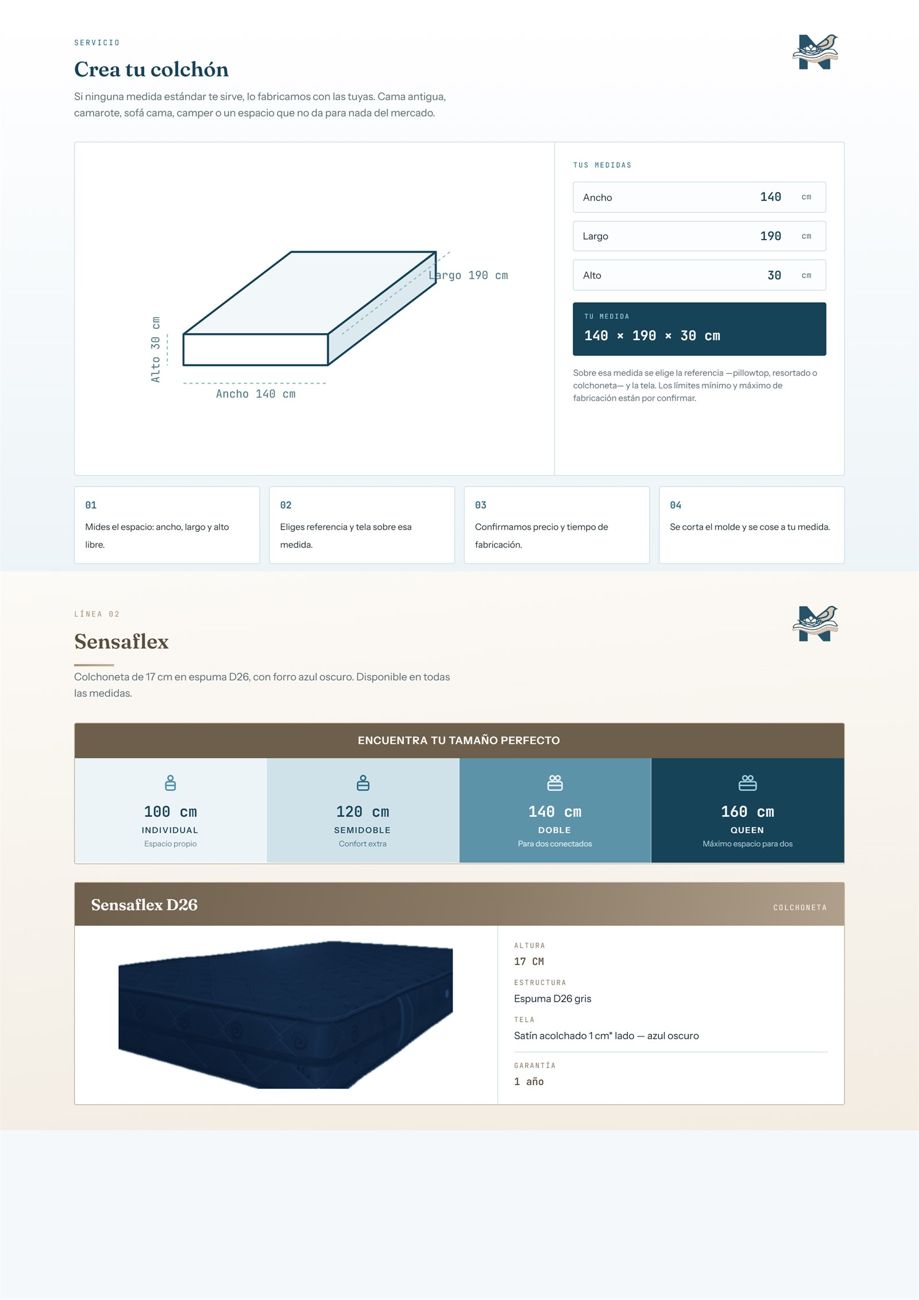 SERVICIO
Crea tu colchón
Si ninguna medida estándar te sirve, lo fabricamos con las tuyas. Cama antigua,
camarote, sofá cama, camper o un espacio que no da para nada del mercado.
Largo 190 cm
Alto 30 cm
Ancho 140 cm
TUS MEDIDAS
Ancho 140 cm
Largo 190 cm
Alto 30 cm
TU MEDIDA
140 × 190 × 30 cm
Sobre esa medida se elige la referencia —pillowtop, resortado o
colchoneta— y la tela. Los límites mínimo y máximo de
fabricación están por confirmar.
01
Mides el espacio: ancho, largo y alto
libre.
02
Eliges referencia y tela sobre esa
medida.
03
Confirmamos precio y tiempo de
fabricación.
04
Se corta el molde y se cose a tu medida.
LÍNEA 02
Sensaflex
Colchoneta de 17 cm en espuma D26, con forro azul oscuro. Disponible en todas
las medidas.
ENCUENTRA TU TAMAÑO PERFECTO
100 cm
INDIVIDUAL
Espacio propio
120 cm
SEMIDOBLE
Confort extra
140 cm
DOBLE
Para dos conectados
160 cm
QUEEN
Máximo espacio para dos
Sensaflex D26
COLCHONETA
ALTURA
17 CM
ESTRUCTURA
Espuma D26 gris
TELA
Satín acolchado 1 cm* lado — azul oscuro
GARANTÍA
1 año